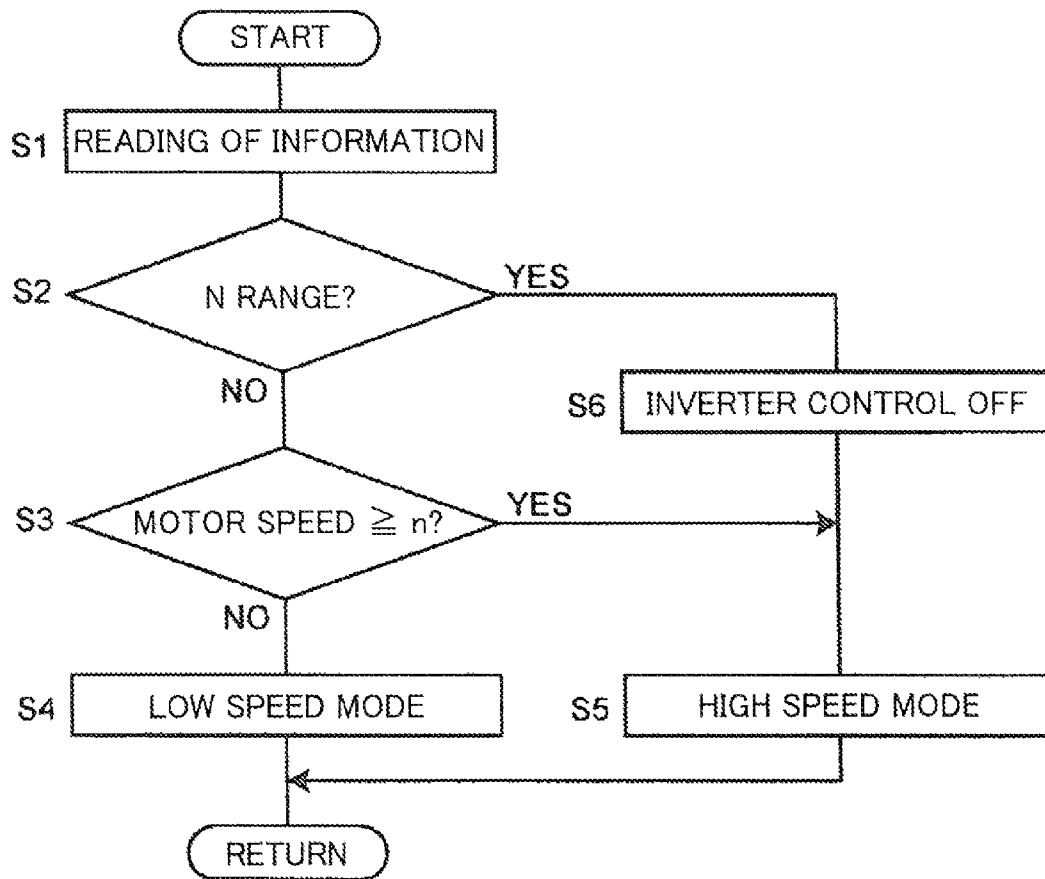 START
S1 READING OF INFORMATION
S2 N RANGE? YES
NO
S6 INVERTER CONTROL OFF
S3 MOTOR SPEED ≧ n? YES
NO
S4 LOW SPEED MODE
S5 HIGH SPEED MODE
RETURN